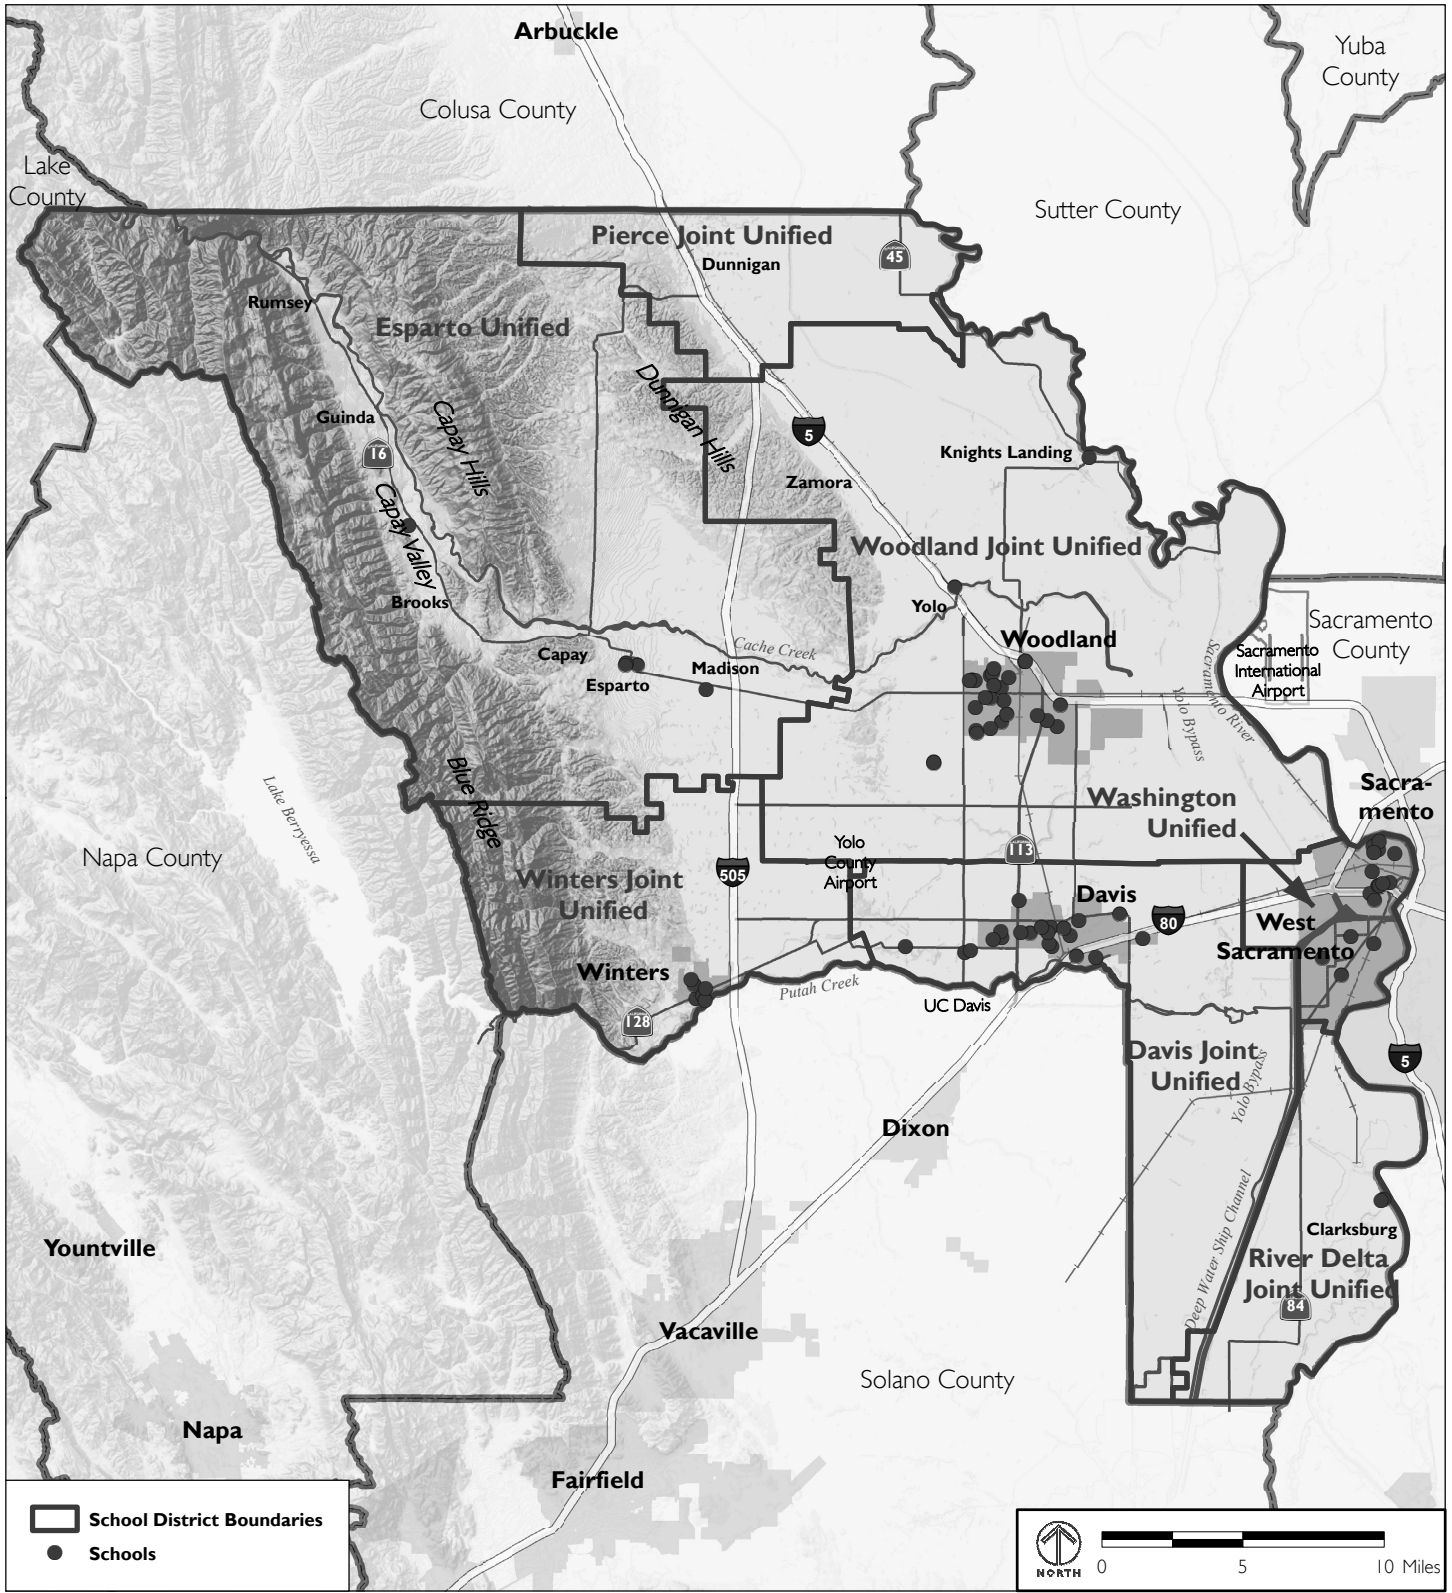 Arbuckle
Yuba
County
Colusa County
Lake
County
Sutter County
Pierce Joint Unified
Dunnigan
45
Rumsey
Esparto Unified
Dunnigan Hills
Guinda
Capay Hills
16
5
Knights Landing
Zamora
Capay Valley
Woodland Joint Unified
Brooks
Yolo
Sacramento
County
Woodland
Cache Creek
Capay
Madison
Esparto
Sacramento
International
Airport
Sacramento River
Yolo Bypass
Blue Ridge
Lake Berryessa
Sacra-
mento
Washington
Unified
Napa County
Yolo
County
Airport
CALIFORNIA
113
505
Winters Joint
Unified
Davis
80
West
Sacramento
Winters
Putah Creek
UC Davis
128
Davis Joint
Unified
Yolo Bypass
5
Dixon
Deep Water Ship Channel
Clarksburg
Yountville
River Delta
Joint Unified
84
Vacaville
Solano County
Napa
Fairfield
School District Boundaries
Schools
NORTH
0 5 10 Miles